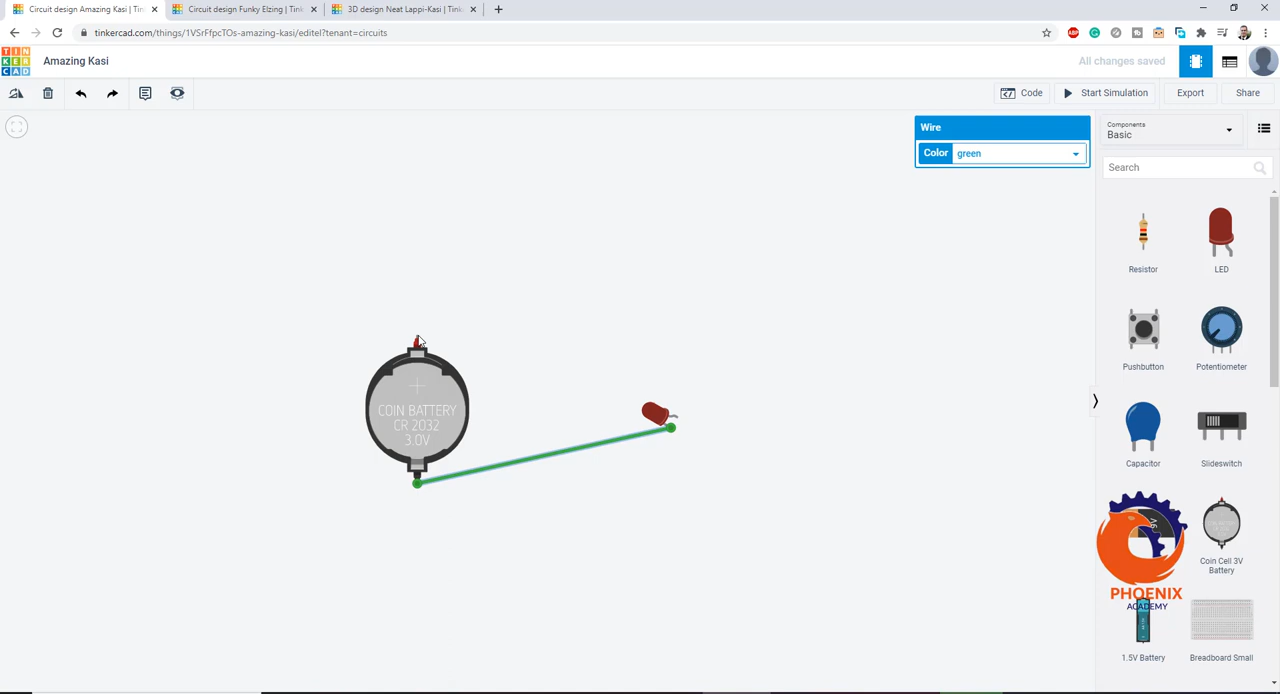 Circuit design Amazing Kasi | Tin
Circuit design Funky Elzing | Tink
3D design Neat Lappi-Kasi | Tink
tinkercad.com/things/1VSrFfpcTOs-amazing-kasi/editel?tenant=circuits
TIN
KER
CAD
Amazing Kasi
All changes saved
Code
Start Simulation
Export
Share
Wire
Color
green
Components
Basic
Search
Resistor
LED
Pushbutton
Potentiometer
Capacitor
Slideswitch
COIN BATTERY
CR 2032
3.0V
PHOENIX
ACADEMY
Coin Cell 3V
Battery
1.5V Battery
Breadboard Small